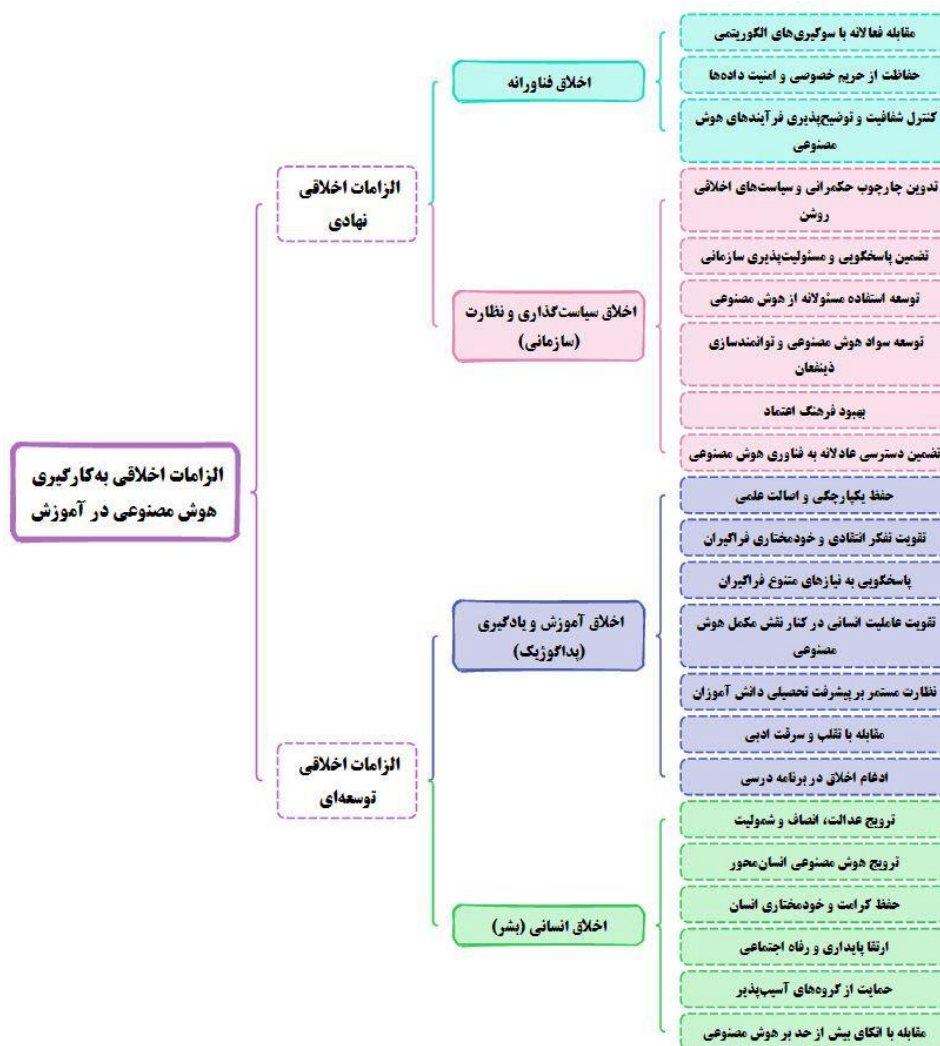 الزامات اخلاقی به‌کارگیری
هوش مصنوعی در آموزش
الزامات اخلاقی
نهادی
اخلاق فناورانه
مقابله فعالانه با سوگیری‌های الگوریتمی
حفاظت از حریم خصوصی و امنیت داده‌ها
کنترل شفافیت و توضیح‌پذیری فرآیندهای هوش
مصنوعی
اخلاق سیاست‌گذاری و نظارت
(سازمانی)
تدوین چارچوب حکمرانی و سیاست‌های اخلاقی
روشن
تضمین پاسخگویی و مسئولیت‌پذیری سازمانی
توسعه استفاده مسئولانه از هوش مصنوعی
توسعه سواد هوش مصنوعی و توانمندسازی
ذینفعان
بهبود فرهنگ اعتماد
تضمین دسترسی عادلانه به فناوری هوش مصنوعی
الزامات اخلاقی
توسعه‌ای
اخلاق آموزش و یادگیری
(پداگوژیک)
حفظ یکپارچگی و اصالت علمی
تقویت تفکر انتقادی و خودمختاری فراگیران
پاسخگویی به نیازهای متنوع فراگیران
تقویت عاملیت انسانی در کنار نقش مکمل هوش
مصنوعی
نظارت مستمر بر پیشرفت تحصیلی دانش آموزان
مقابله با تقلب و سرقت ادبی
ادغام اخلاق در برنامه درسی
اخلاق انسانی (بشر)
ترویج عدالت، انصاف و شمولیت
ترویج هوش مصنوعی انسان‌محور
حفظ کرامت و خودمختاری انسان
ارتقا پایداری و رفاه اجتماعی
حمایت از گروه‌های آسیب‌پذیر
مقابله با اتکای بیش از حد بر هوش مصنوعی